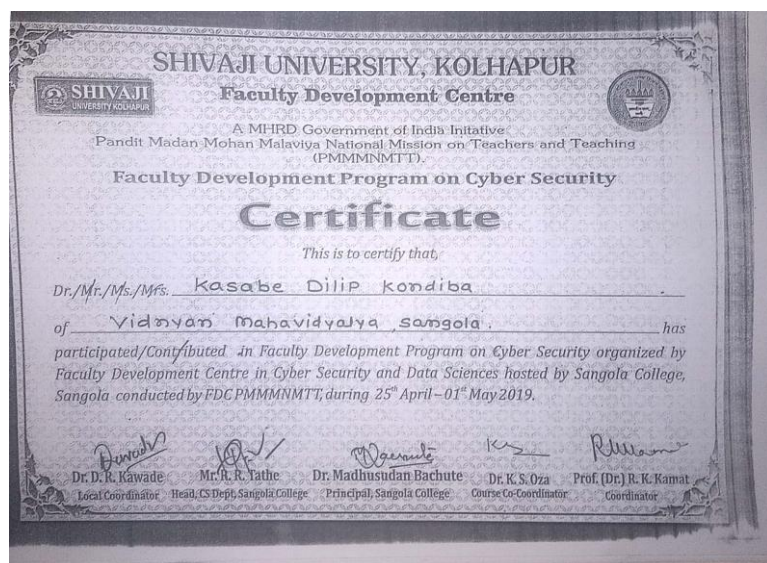 SHIVAJI UNIVERSITY, KOLHAPUR
SHIVAJI
UNIVERSITY KOLHAPUR
Faculty Development Centre
A MHRD Government of India Initative
Pandit Madan Mohan Malaviya National Mission on Teachers and Teaching
(PMMMNMTT).
Faculty Development Program on Cyber Security
Certificate
This is to certify that,
Dr./Mr./Ms./Mrs. Kasabe Dilip Kondiba
of Vidnyan Mahavidyalya, Sangola. has
participated/Contributed in Faculty Development Program on Cyber Security organized by
Faculty Development Centre in Cyber Security and Data Sciences hosted by Sangola College,
Sangola conducted by FDC PMMMNMTT, during 25th April - 01st May 2019.
Dr. D. R. Kawade Mr. R. R. Tathe Dr. Madhusudan Bachute Dr. K. S. Oza Prof. (Dr.) R. K. Kamat
Local Coordinator Head, CS Dept, Sangola College Principal, Sangola College Course Co-Coordinator Coordinator